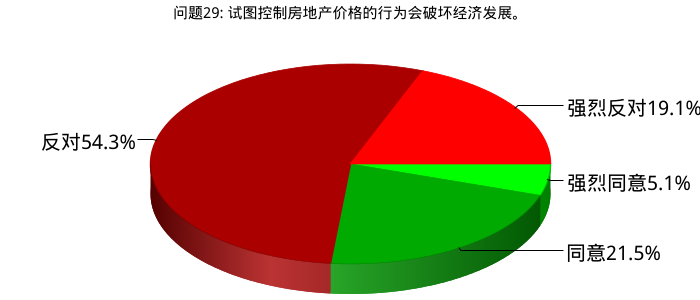 问题29: 试图控制房地产价格的行为会破坏经济发展。
强烈反对19.1%
反对54.3%
强烈同意5.1%
同意21.5%